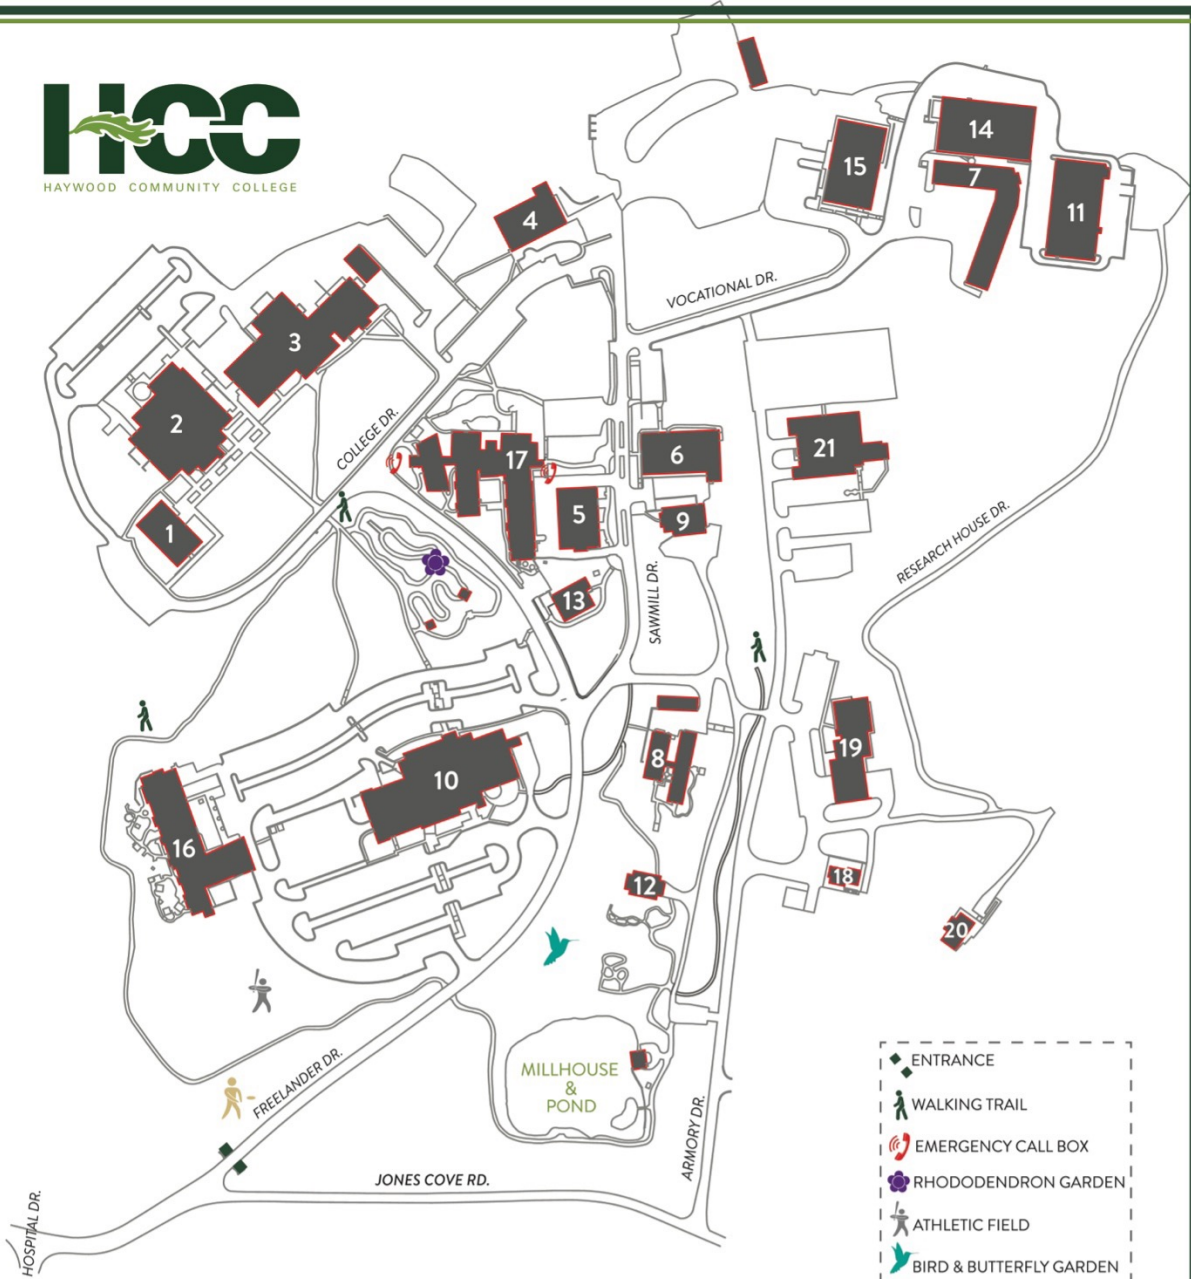 HCC
HAYWOOD COMMUNITY COLLEGE
14
15
7
11
4
VOCATIONAL DR.
3
2
COLLEGE DR.
17
6
21
5
9
1
RESEARCH HOUSE DR.
13
SAWMILL DR.
19
8
10
16
18
12
20
MILLHOUSE
&
POND
FREELANDER DR.
ARMORY DR.
JONES COVE RD.
HOSPITAL DR.
ENTRANCE
WALKING TRAIL
EMERGENCY CALL BOX
RHODODENDRON GARDEN
ATHLETIC FIELD
BIRD & BUTTERFLY GARDEN